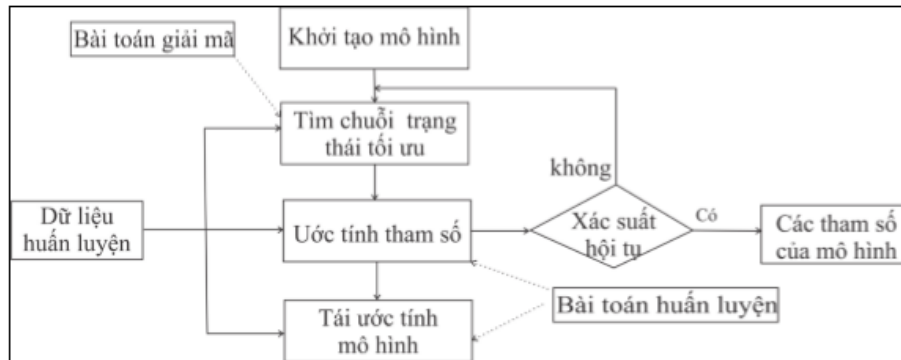 Bài toán giải mã
Khởi tạo mô hình
Tìm chuỗi trạng
thái tối ưu
không
Dữ liệu
huấn luyện
Uớc tính tham số
Xác suất
hội tụ
Có
Các tham số
của mô hình
Bài toán huấn luyện
Tái ước tính
mô hình